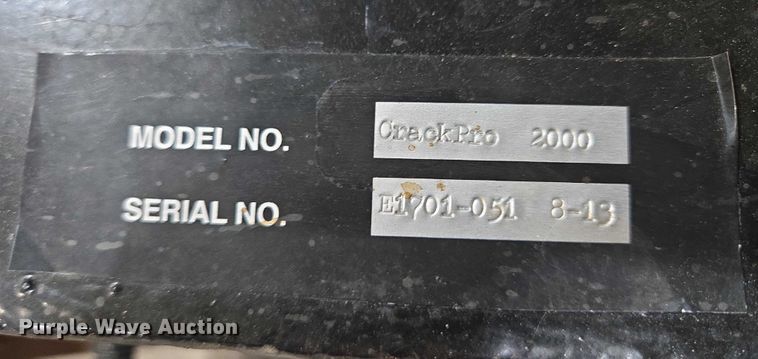 MODEL NO. CrackPro 2000
SERIAL NO. E1701-051 8-13
Purple Wave Auction